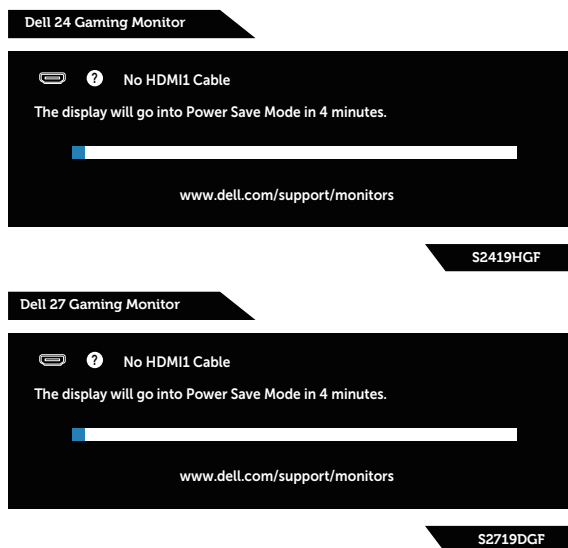 Dell 24 Gaming Monitor
? No HDMI1 Cable
The display will go into Power Save Mode in 4 minutes.
www.dell.com/support/monitors
S2419HGF
Dell 27 Gaming Monitor
? No HDMI1 Cable
The display will go into Power Save Mode in 4 minutes.
www.dell.com/support/monitors
S2719DGF